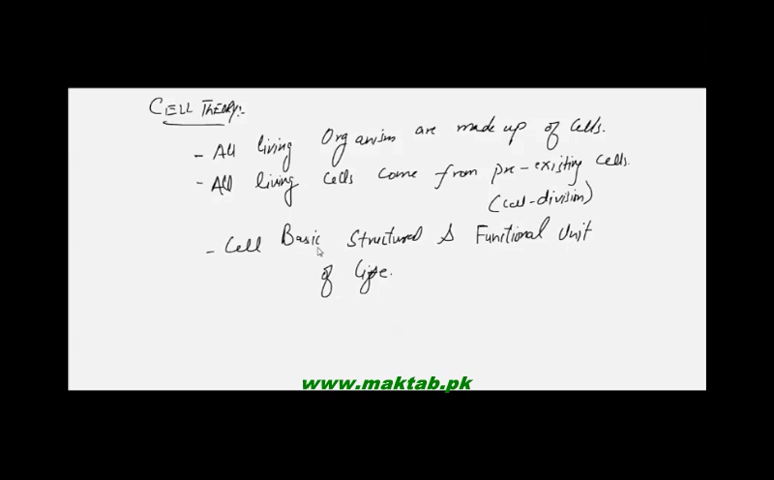 CELL THEORY:-
- All living Organism are made up of Cells.
- All living Cells come from pre-existing cells.
(cell-division)
- Cell Basic Structured & Functional Unit
of life.
www.maktab.pk